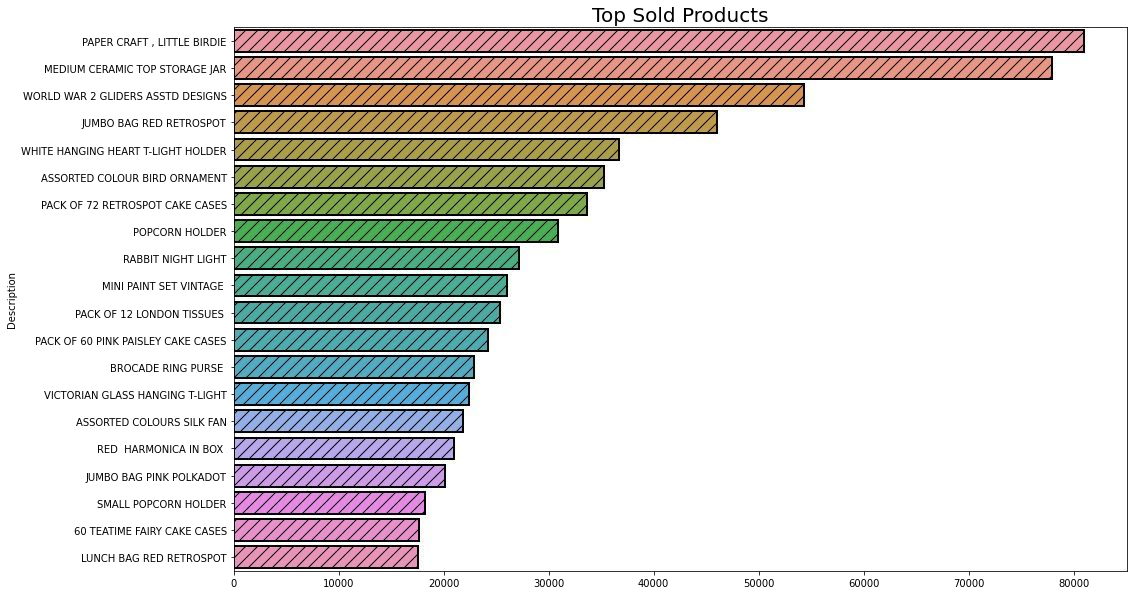 Top Sold Products
PAPER CRAFT , LITTLE BIRDIE
MEDIUM CERAMIC TOP STORAGE JAR
WORLD WAR 2 GLIDERS ASSTD DESIGNS
JUMBO BAG RED RETROSPOT
WHITE HANGING HEART T-LIGHT HOLDER
ASSORTED COLOUR BIRD ORNAMENT
PACK OF 72 RETROSPOT CAKE CASES
POPCORN HOLDER
RABBIT NIGHT LIGHT
MINI PAINT SET VINTAGE
PACK OF 12 LONDON TISSUES
PACK OF 60 PINK PAISLEY CAKE CASES
BROCADE RING PURSE
VICTORIAN GLASS HANGING T-LIGHT
ASSORTED COLOURS SILK FAN
RED  HARMONICA IN BOX
JUMBO BAG PINK POLKADOT
SMALL POPCORN HOLDER
60 TEATIME FAIRY CAKE CASES
LUNCH BAG RED RETROSPOT
Description
0 10000 20000 30000 40000 50000 60000 70000 80000